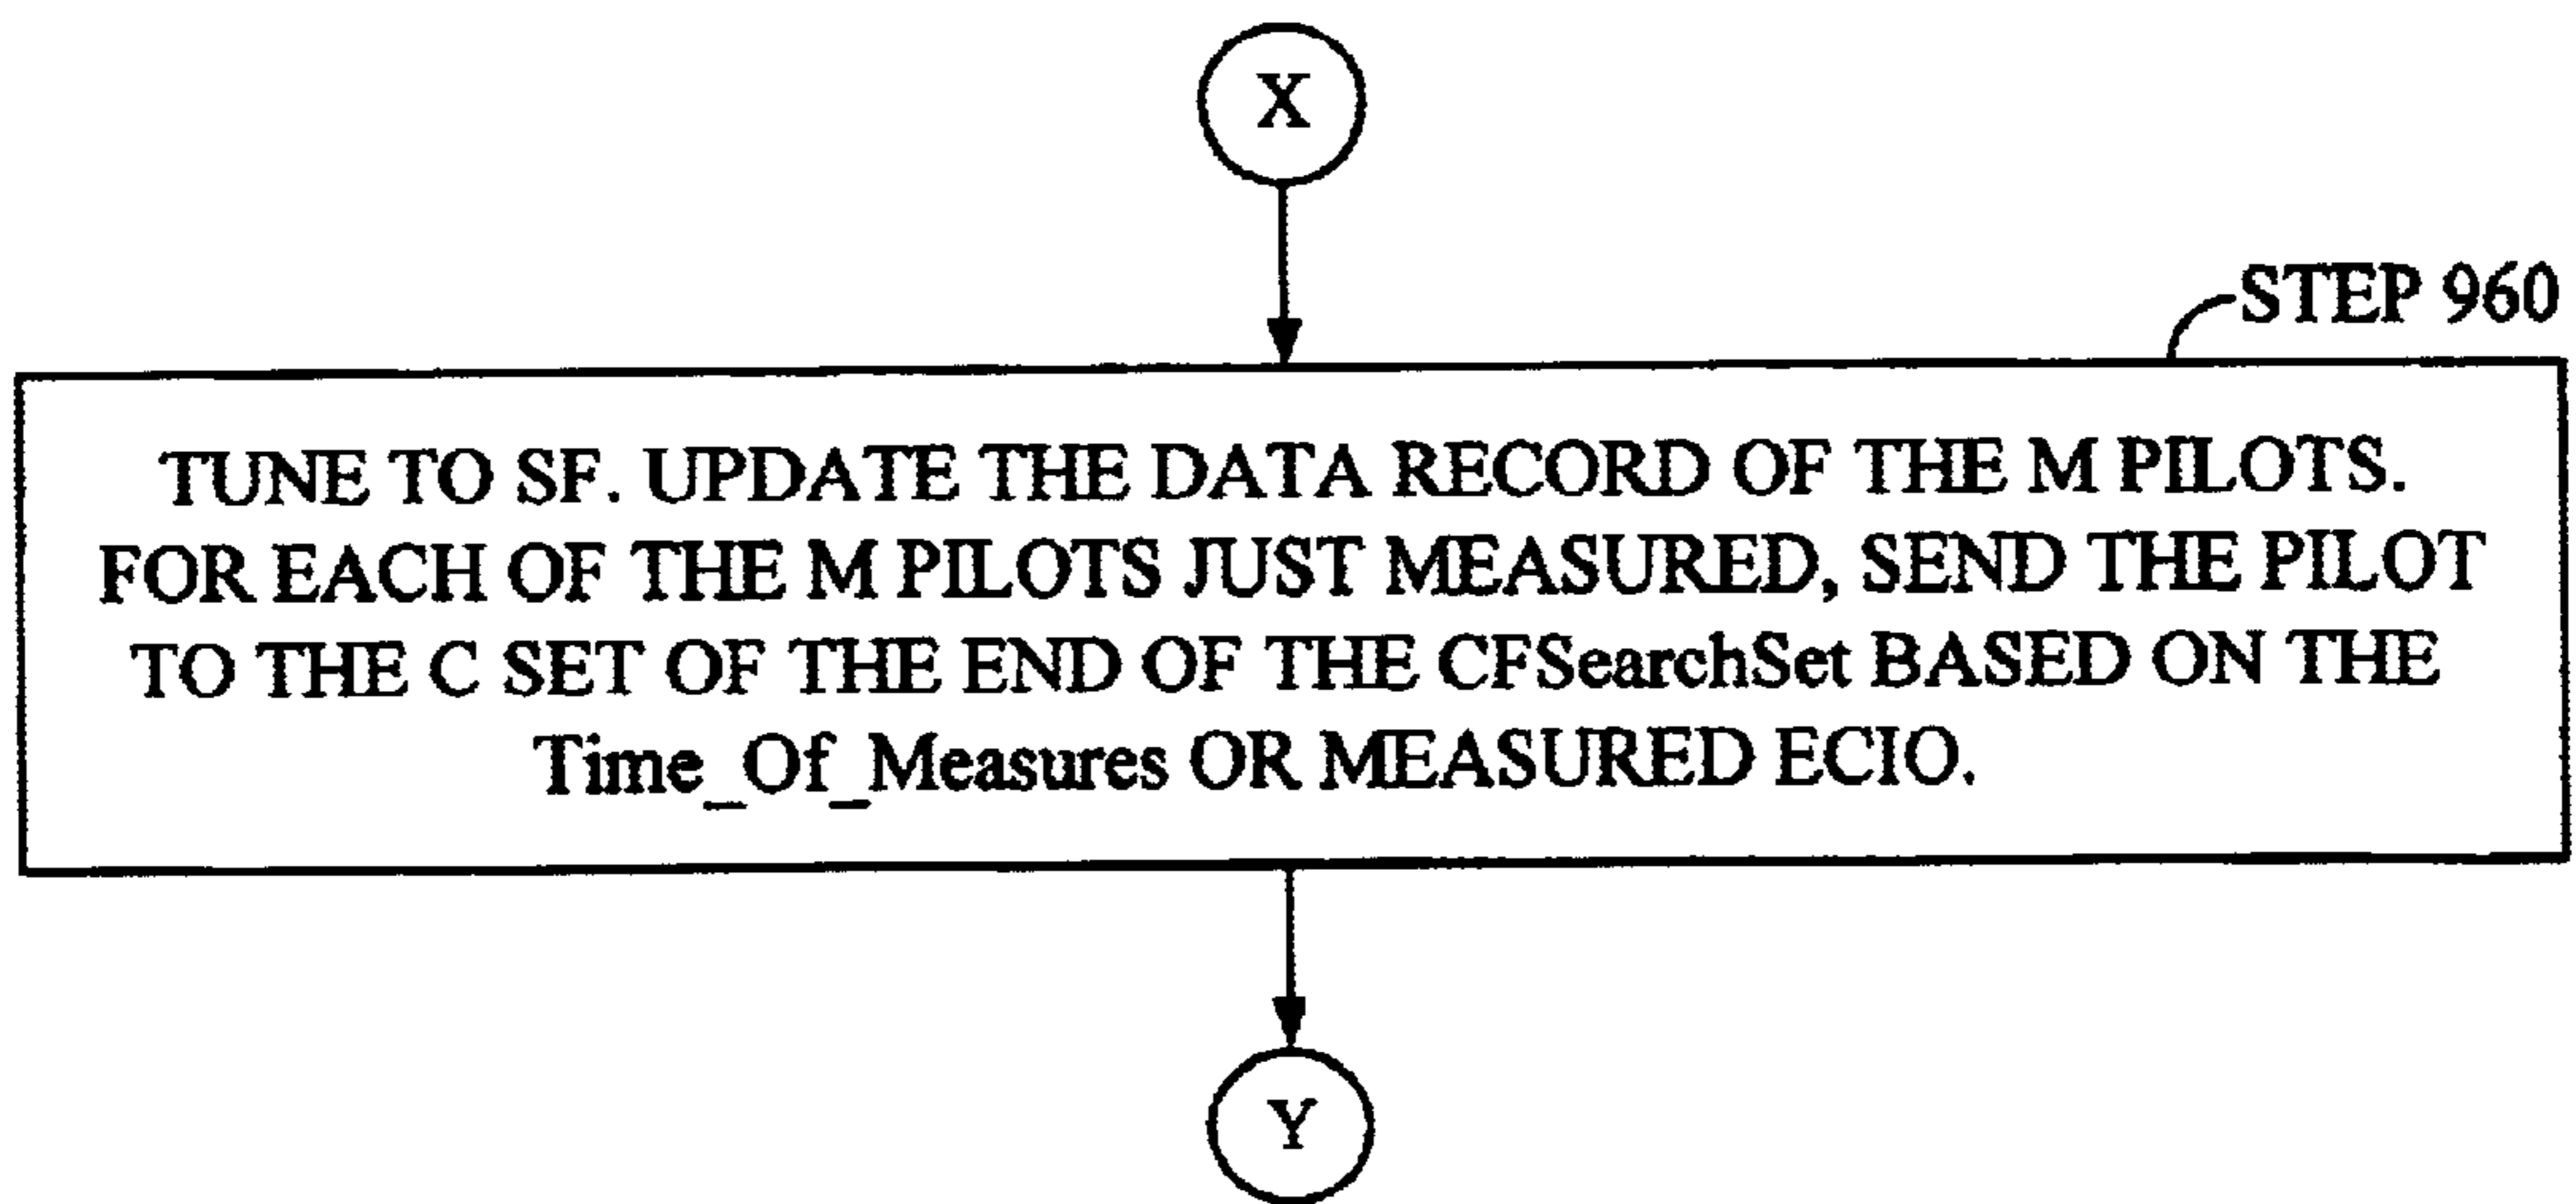 X
STEP 960
TUNE TO SF. UPDATE THE DATA RECORD OF THE M PILOTS.
FOR EACH OF THE M PILOTS JUST MEASURED, SEND THE PILOT
TO THE C SET OF THE END OF THE CFSearchSet BASED ON THE
Time_Of_Measures OR MEASURED ECIO.
Y